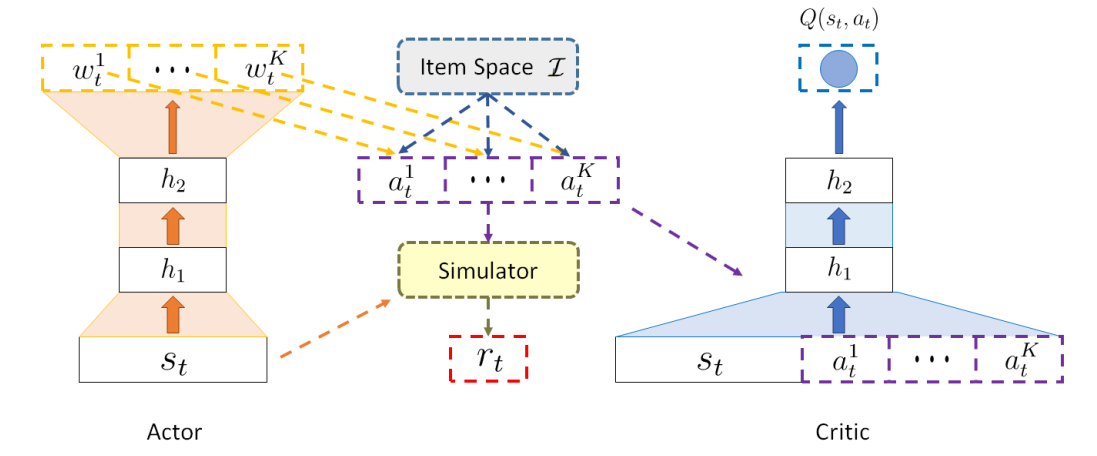 Q(s_t, a_t)
w_t^1 ··· w_t^K
Item Space 𝓘
h_2
a_t^1 ··· a_t^K
h_2
h_1
Simulator
h_1
s_t
r_t
s_t a_t^1 ··· a_t^K
Actor
Critic